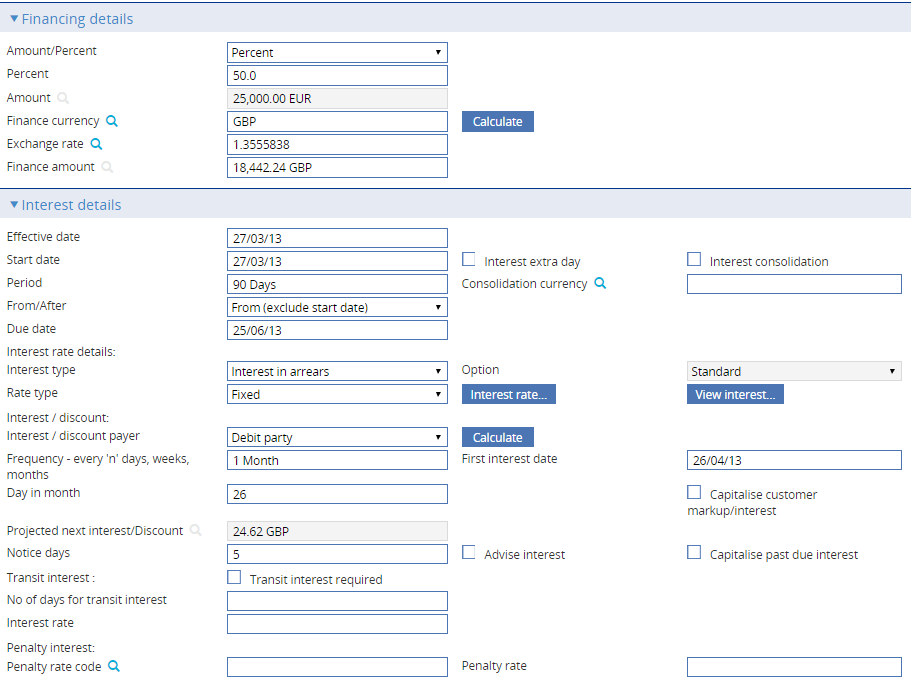 Financing details
Amount/Percent Percent
Percent 50.0
Amount 25,000.00 EUR
Finance currency GBP Calculate
Exchange rate 1.3555838
Finance amount 18,442.24 GBP
Interest details
Effective date 27/03/13
Start date 27/03/13 Interest extra day Interest consolidation
Period 90 Days Consolidation currency
From/After From (exclude start date)
Due date 25/06/13
Interest rate details:
Interest type Interest in arrears Option Standard
Rate type Fixed Interest rate... View interest...
Interest / discount:
Interest / discount payer Debit party Calculate
Frequency - every 'n' days, weeks, 1 Month First interest date 26/04/13
months
Day in month 26 Capitalise customer
markup/interest
Projected next interest/Discount 24.62 GBP
Notice days 5 Advise interest Capitalise past due interest
Transit interest : Transit interest required
No of days for transit interest
Interest rate
Penalty interest:
Penalty rate code Penalty rate